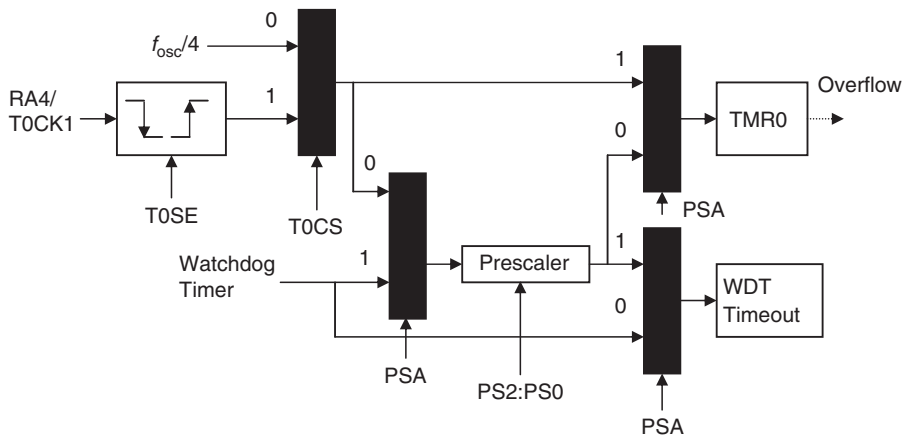 0
fosc/4
1
Overflow
RA4/
T0CK1
1
TMR0
0
0
T0SE
T0CS
PSA
1
Prescaler
1
Watchdog
Timer
WDT
Timeout
0
PSA
PS2:PS0
PSA